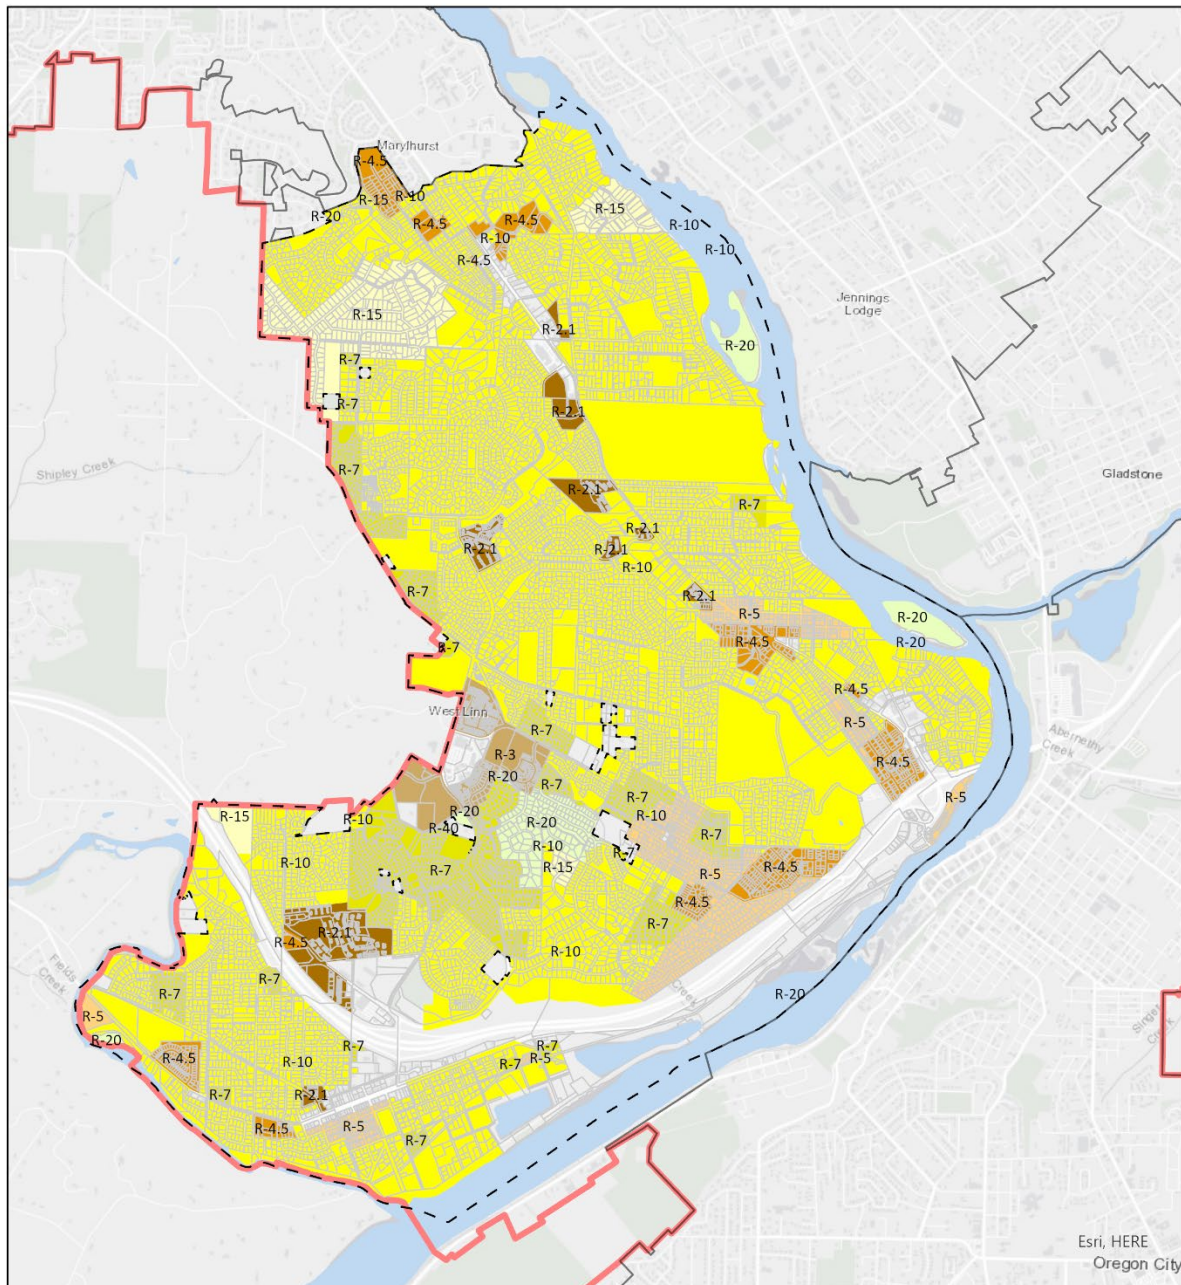 Marylhurst
R-4.5
R-15
R-10
R-20
R-4.5
R-4.5
R-15
R-10
R-10
R-10
R-4.5
Jennings
Lodge
R-15
R-2.1
R-20
R-7
R-7
R-2.1
Shipley Creek
R-7
Gladstone
R-2.1
R-7
R-2.1
R-2.1
R-2.1
R-10
R-7
R-2.1
R-5
R-20
R-4.5
R-20
R-7
R-4.5
West Linn
R-7
R-5
Abernethy
Creek
R-3
R-4.5
R-20
R-7
R-7
R-5
R-15
R-10
R-20
R-20
R-10
R-40
R-7
R-10
R-10
R-7
R-15
R-7
R-4.5
R-5
R-4.5
R-2.1
R-7
R-4.5
R-10
Fields
Creek
R-7
R-7
Creek
R-20
R-5
R-20
R-7
R-7
R-4.5
R-10
R-7
R-5
R-7
R-2.1
R-4.5
R-5
R-7
Esri, HERE
Oregon City